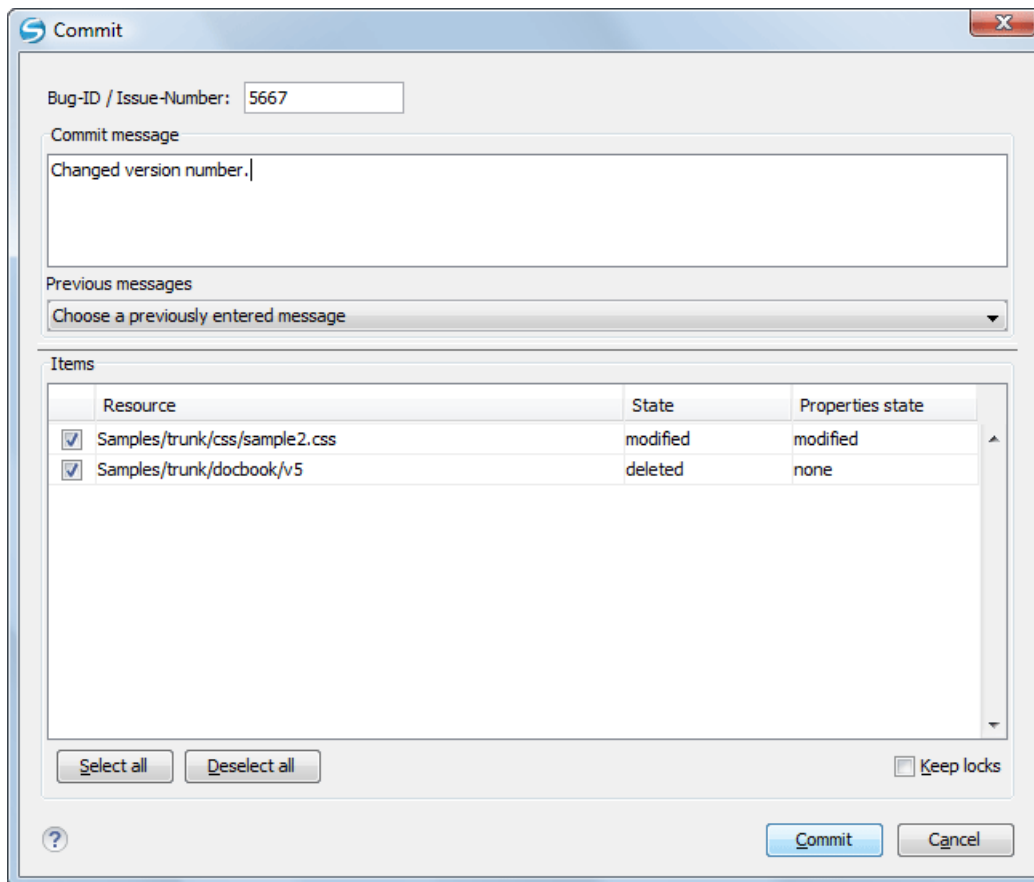 Commit
Bug-ID / Issue-Number: 5667
Commit message
Changed version number.
Previous messages
Choose a previously entered message
Items
Resource State Properties state
Samples/trunk/css/sample2.css modified modified
Samples/trunk/docbook/v5 deleted none
Select all Deselect all Keep locks
? Commit Cancel